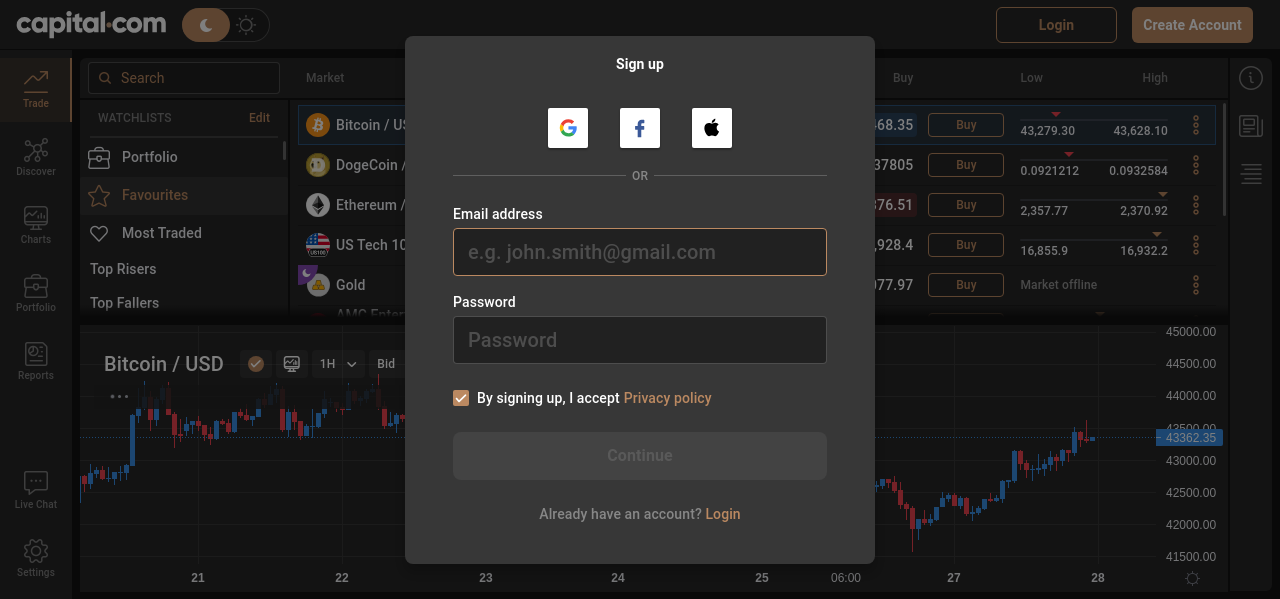 capital.com
Login
Create Account
Sign up
Search
Market
Buy
Low
High
Trade
WATCHLISTS
Edit
Bitcoin / US
468.35
Buy
43,279.30
43,628.10
Portfolio
DogeCoin /
37805
Buy
0.0921212
0.0932584
Discover
OR
Favourites
Ethereum /
376.51
Buy
2,357.77
2,370.92
Email address
Most Traded
US Tech 10
US100
,928.4
Buy
16,855.9
16,932.2
Charts
e.g. john.smith@gmail.com
Top Risers
Gold
077.97
Buy
Market offline
Portfolio
Top Fallers
Password
Password
Bitcoin / USD
1H
Bid
Reports
By signing up, I accept Privacy policy
Continue
Already have an account? Login
Live Chat
Settings
45000.00
44500.00
44000.00
43500.00
43362.35
43000.00
42500.00
42000.00
41500.00
21
22
23
24
25
06:00
27
28